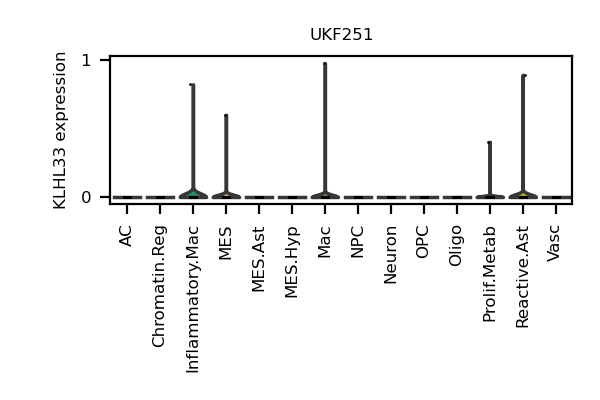 UKF251
KLHL33 expression
1
0
AC
Chromatin.Reg
Inflammatory.Mac
MES
MES.Ast
MES.Hyp
Mac
NPC
Neuron
OPC
Oligo
Prolif.Metab
Reactive.Ast
Vasc